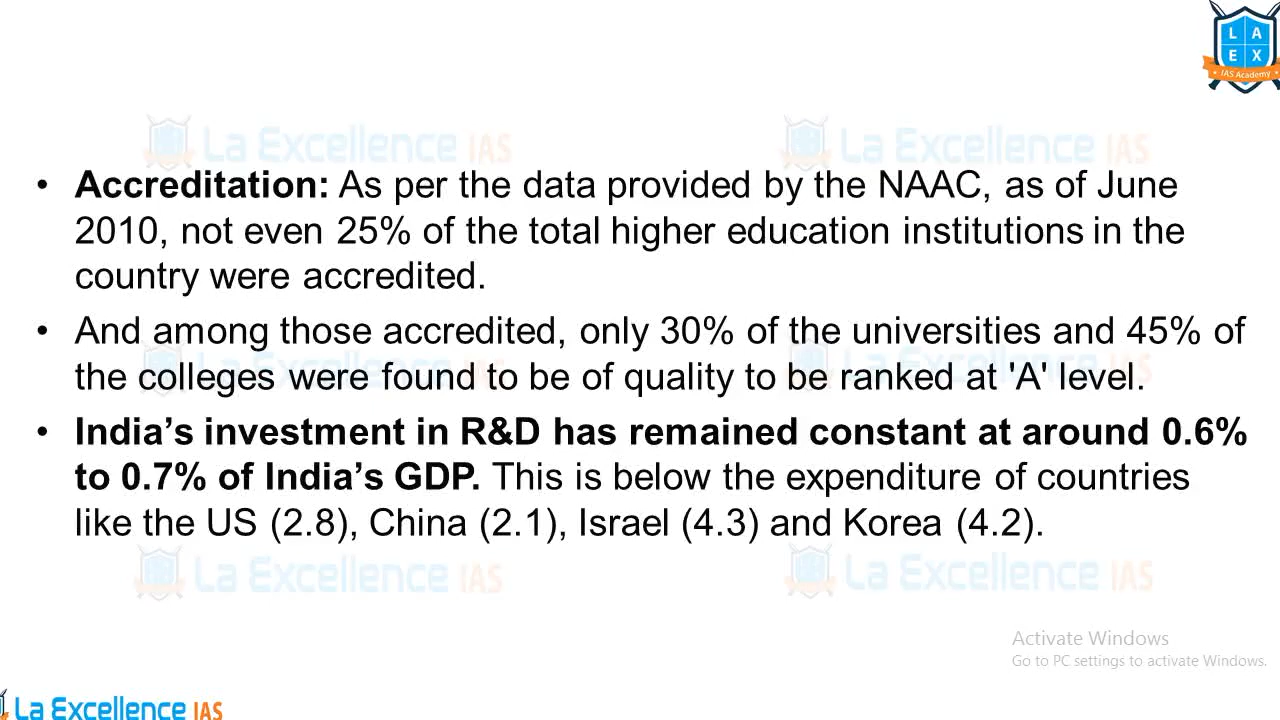 L A
E X
IAS Academy
La Excellence IAS La Excellence IAS
• Accreditation: As per the data provided by the NAAC, as of June
2010, not even 25% of the total higher education institutions in the
country were accredited.
• And among those accredited, only 30% of the universities and 45% of
La Excellence IAS La Excellence IAS
the colleges were found to be of quality to be ranked at 'A' level.
• India’s investment in R&D has remained constant at around 0.6%
to 0.7% of India’s GDP. This is below the expenditure of countries
like the US (2.8), China (2.1), Israel (4.3) and Korea (4.2).
La Excellence IAS La Excellence IAS
Activate Windows
Go to PC settings to activate Windows.
La Excellence IAS